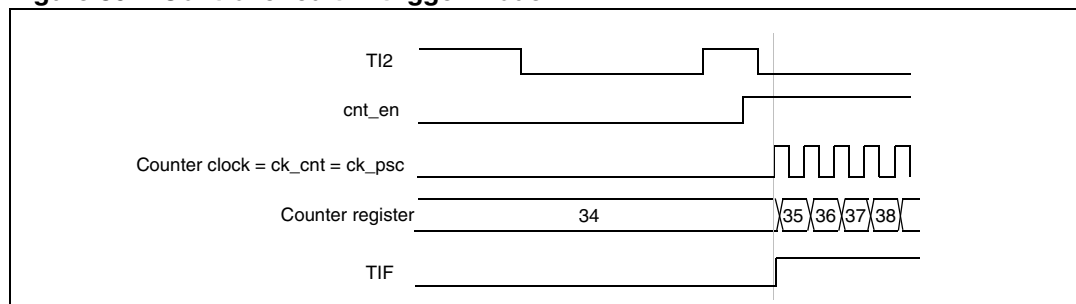 TI2
cnt_en
Counter clock = ck_cnt = ck_psc
Counter register 34 35 36 37 38
TIF